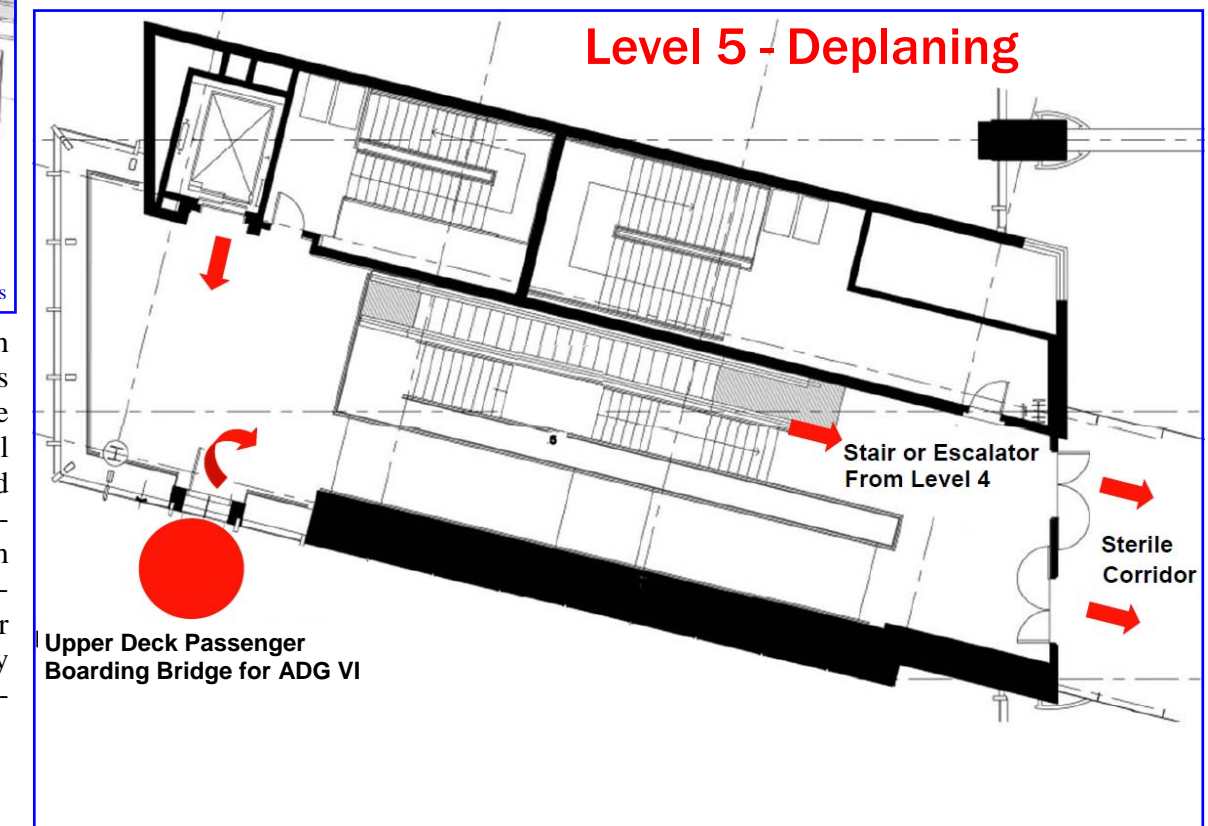 Level 5 - Deplaning
s
n
s
e
l
d
-
n
-
r
y
-
H
H
5
Stair or Escalator
From Level 4
Sterile
Corridor
Upper Deck Passenger
Boarding Bridge for ADG VI